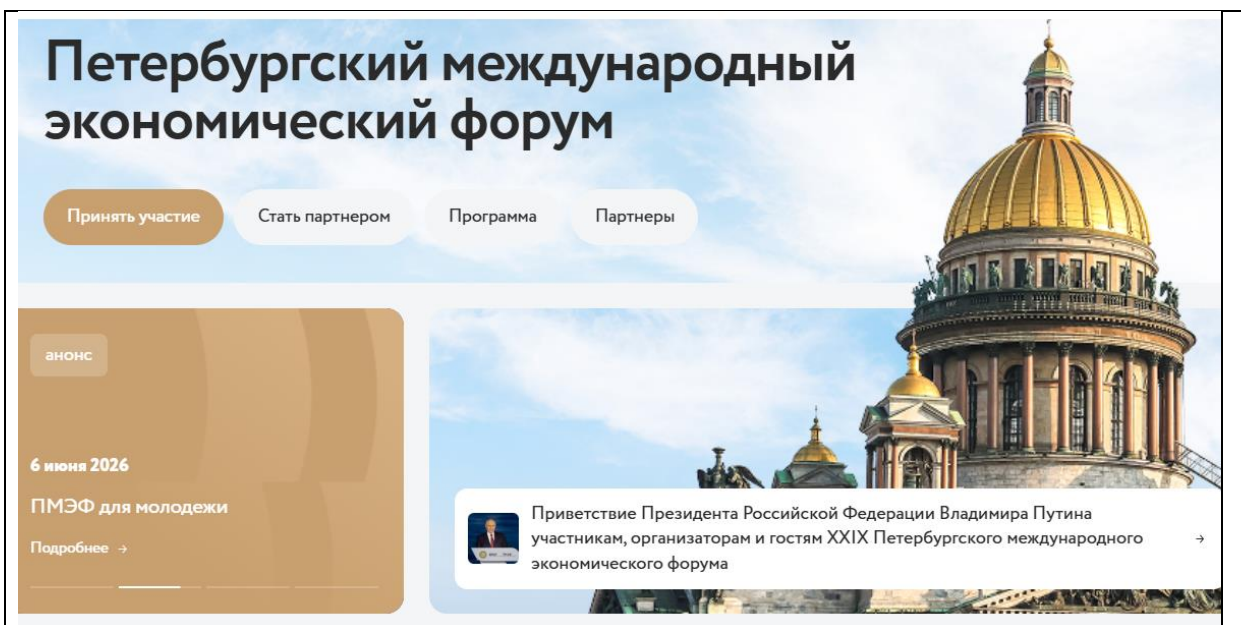 Петербургский международный
экономический форум
Принять участие
Стать партнером
Программа
Партнеры
анонс
6 июня 2026
ПМЭФ для молодежи
Подробнее →
Приветствие Президента Российской Федерации Владимира Путина
участникам, организаторам и гостям XXIX Петербургского международного
экономического форума